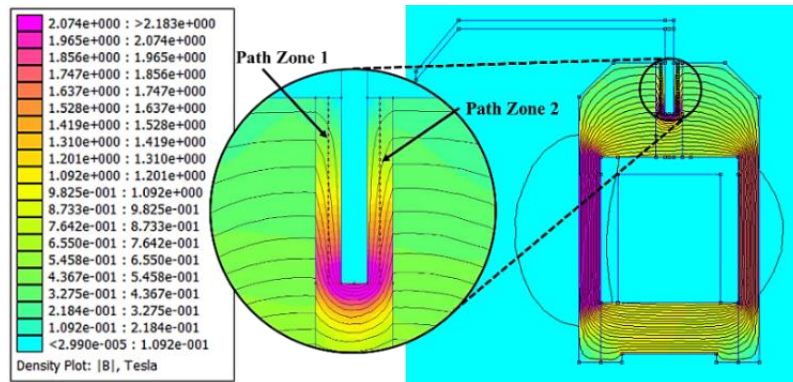 2.074e+000 : >2.183e+000
1.965e+000 : 2.074e+000
1.856e+000 : 1.965e+000
1.747e+000 : 1.856e+000
1.637e+000 : 1.747e+000
1.528e+000 : 1.637e+000
1.419e+000 : 1.528e+000
1.310e+000 : 1.419e+000
1.201e+000 : 1.310e+000
1.092e+000 : 1.201e+000
9.825e-001 : 1.092e+000
8.733e-001 : 9.825e-001
7.642e-001 : 8.733e-001
6.550e-001 : 7.642e-001
5.458e-001 : 6.550e-001
4.367e-001 : 5.458e-001
3.275e-001 : 4.367e-001
2.184e-001 : 3.275e-001
1.092e-001 : 2.184e-001
<2.990e-005 : 1.092e-001
Density Plot: |B|, Tesla
Path Zone 1
Path Zone 2